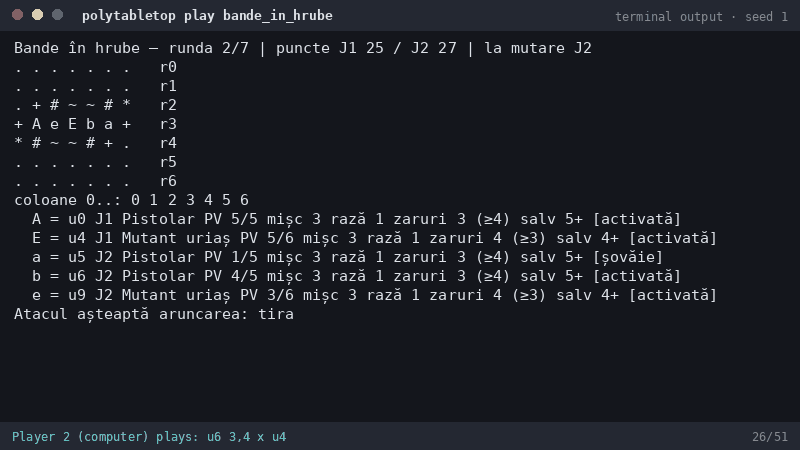 polytabletop play bande_in_hrube
terminal output · seed 1
Bande în hrube — runda 2/7 | puncte J1 25 / J2 27 | la mutare J2
. . . . . . .   r0
. . . . . . .   r1
. + # ~ ~ # *   r2
+ A e E b a +   r3
* # ~ ~ # + .   r4
. . . . . . .   r5
. . . . . . .   r6
coloane 0..: 0 1 2 3 4 5 6
  A = u0 J1 Pistolar PV 5/5 mișc 3 rază 1 zaruri 3 (≥4) salv 5+ [activată]
  E = u4 J1 Mutant uriaș PV 5/6 mișc 3 rază 1 zaruri 4 (≥3) salv 4+ [activată]
  a = u5 J2 Pistolar PV 1/5 mișc 3 rază 1 zaruri 3 (≥4) salv 5+ [șovăie]
  b = u6 J2 Pistolar PV 4/5 mișc 3 rază 1 zaruri 3 (≥4) salv 5+ [activată]
  e = u9 J2 Mutant uriaș PV 3/6 mișc 3 rază 1 zaruri 4 (≥3) salv 4+ [activată]
Atacul așteaptă aruncarea: tira
Player 2 (computer) plays: u6 3,4 x u4
26/51